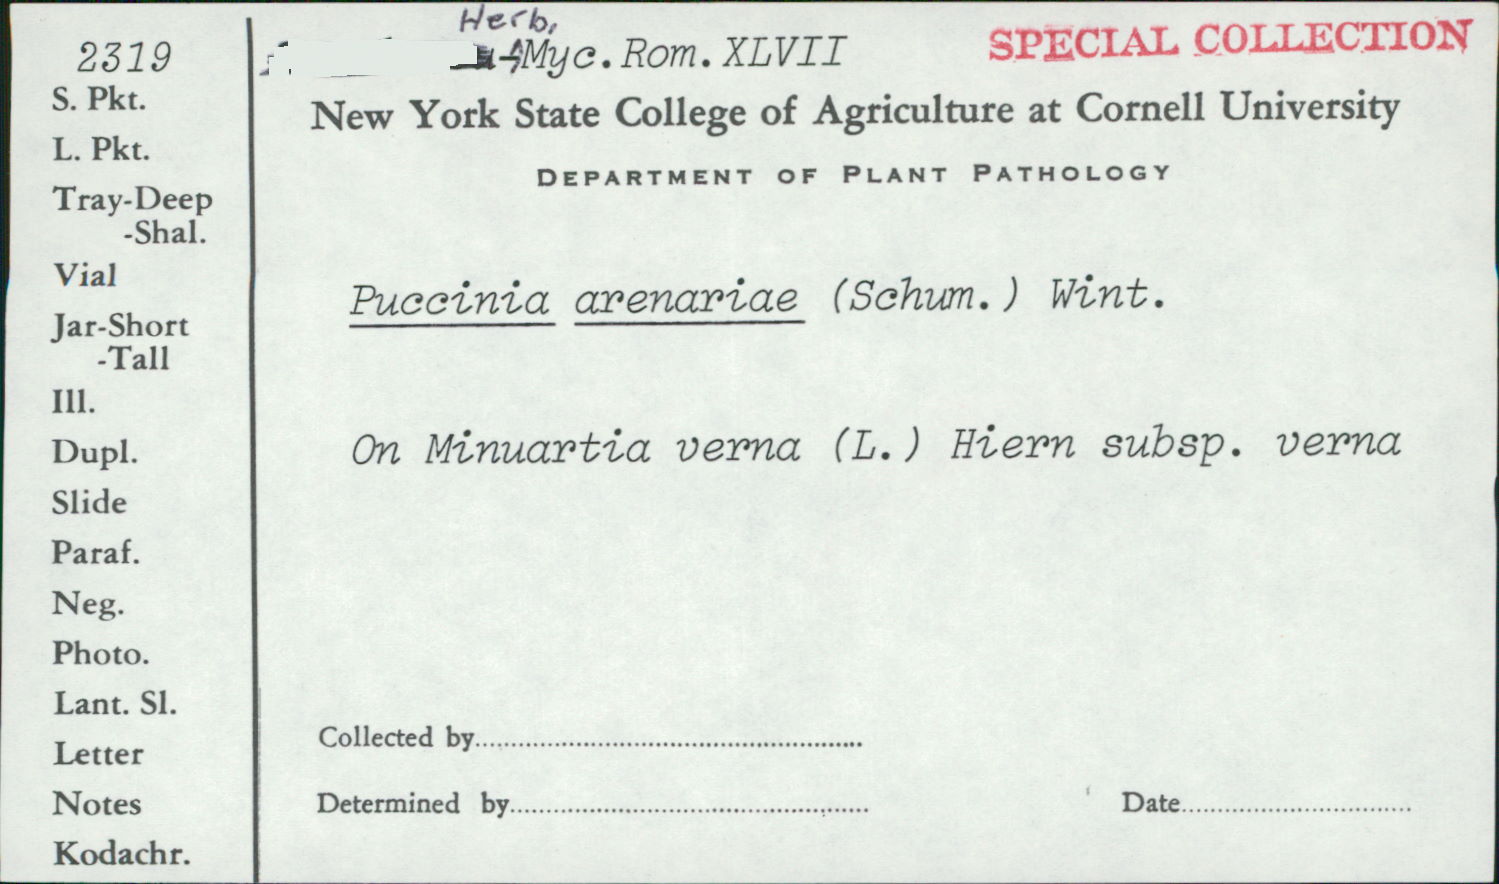 2319
S. Pkt.
L. Pkt.
Tray-Deep
-Shal.
Vial
Jar-Short
-Tall
Ill.
Dupl.
Slide
Paraf.
Neg.
Photo.
Lant. Sl.
Letter
Notes
Kodachr.
Herb.
Myc. Rom. XLVII
SPECIAL COLLECTION
New York State College of Agriculture at Cornell University
DEPARTMENT OF PLANT PATHOLOGY
Puccinia arenariae (Schum.) Wint.
On Minuartia verna (L.) Hiern subsp. verna
Collected by
Determined by
Date